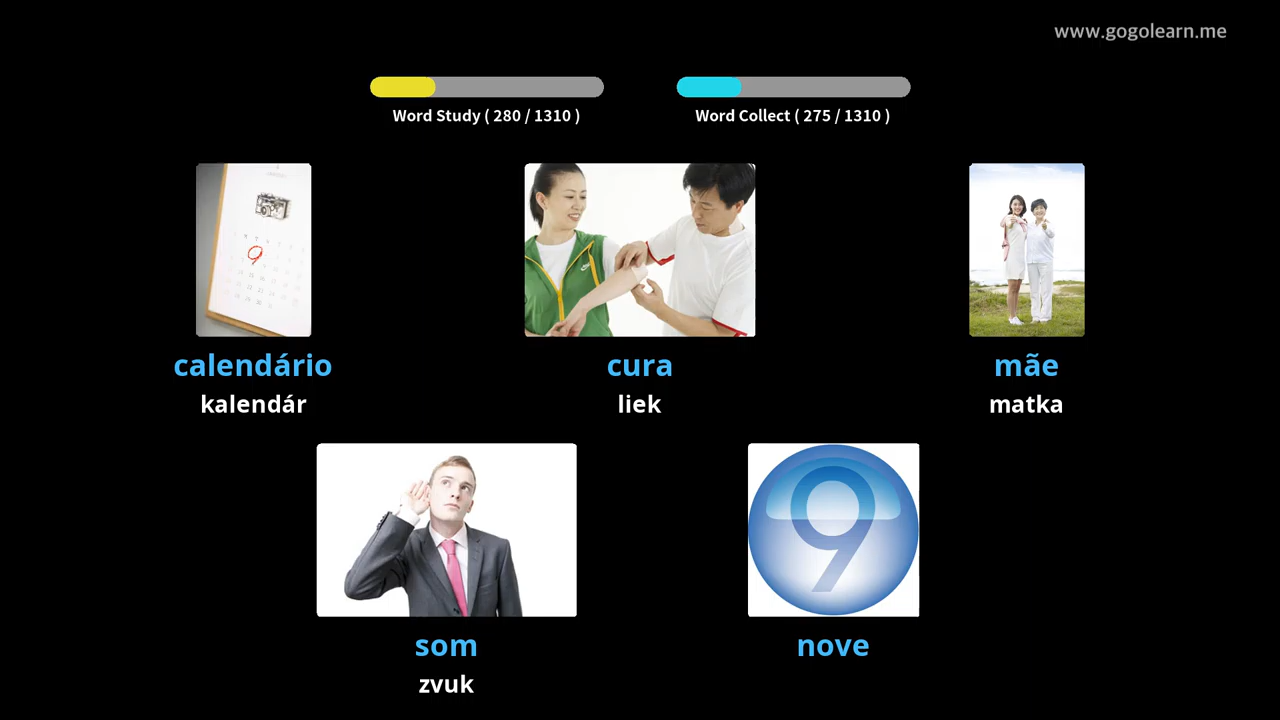 www.gogolearn.me
Word Study ( 280 / 1310 )
Word Collect ( 275 / 1310 )
calendário
kalendár
cura
liek
mãe
matka
9
som
zvuk
nove